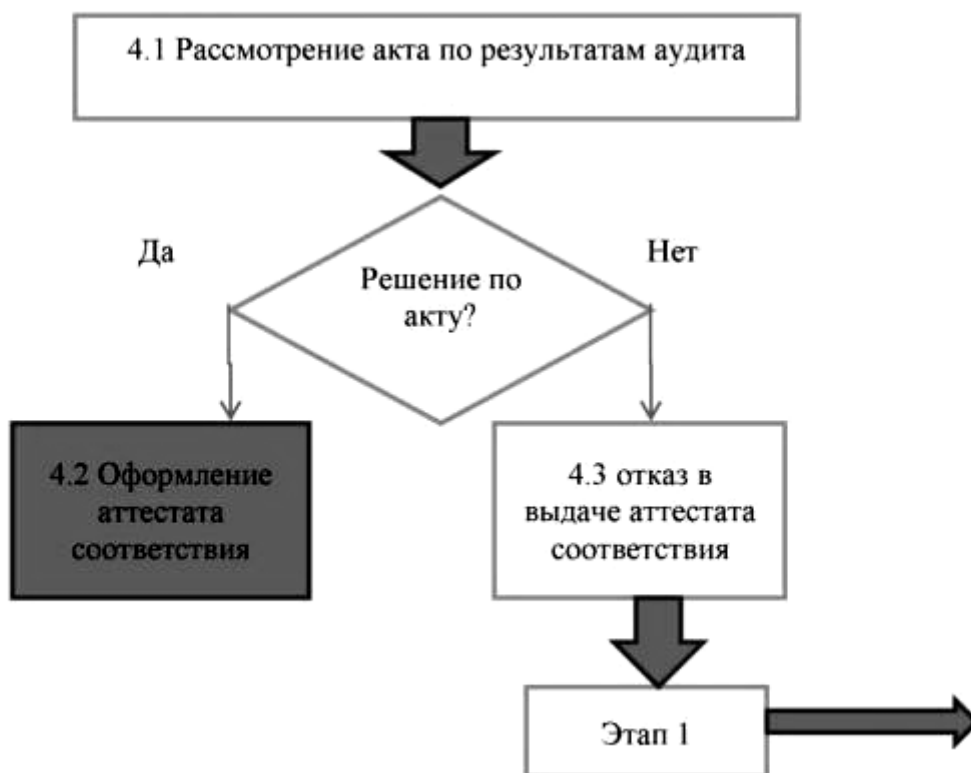 4.1 Рассмотрение акта по результатам аудита
Да
Нет
Решение по
акту?
4.2 Оформление
аттестата
соответствия
4.3 отказ в
выдаче аттестата
соответствия
Этап 1